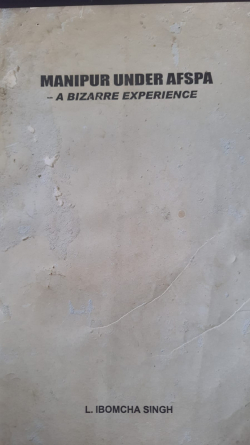 MANIPUR UNDER AFSPA
– A BIZARRE EXPERIENCE
L. IBOMCHA SINGH